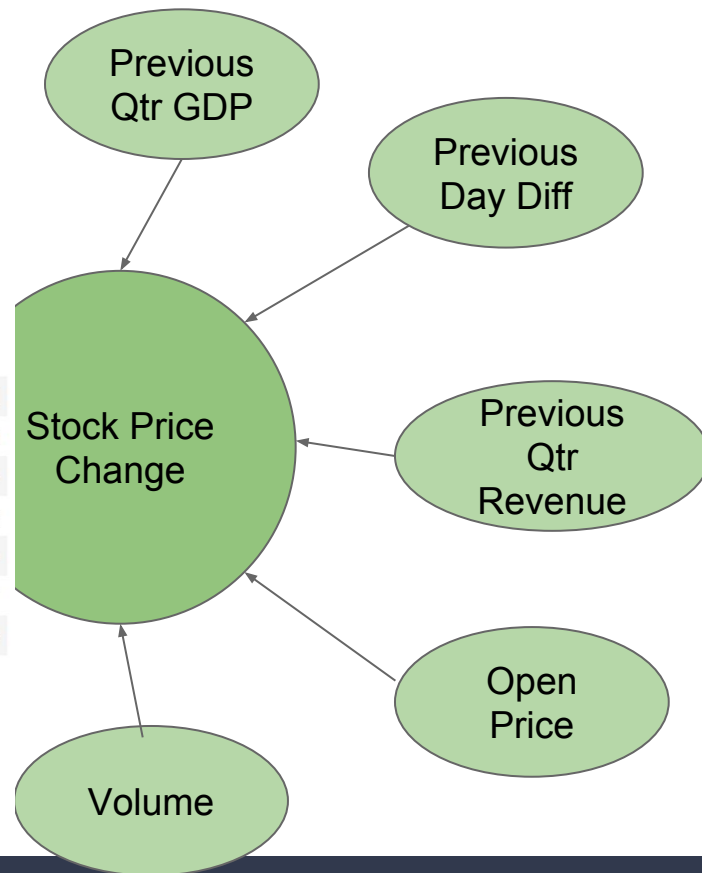 Previous
Qtr GDP
Previous
Day Diff
Stock Price
Change
Previous
Qtr
Revenue
Open
Price
Volume